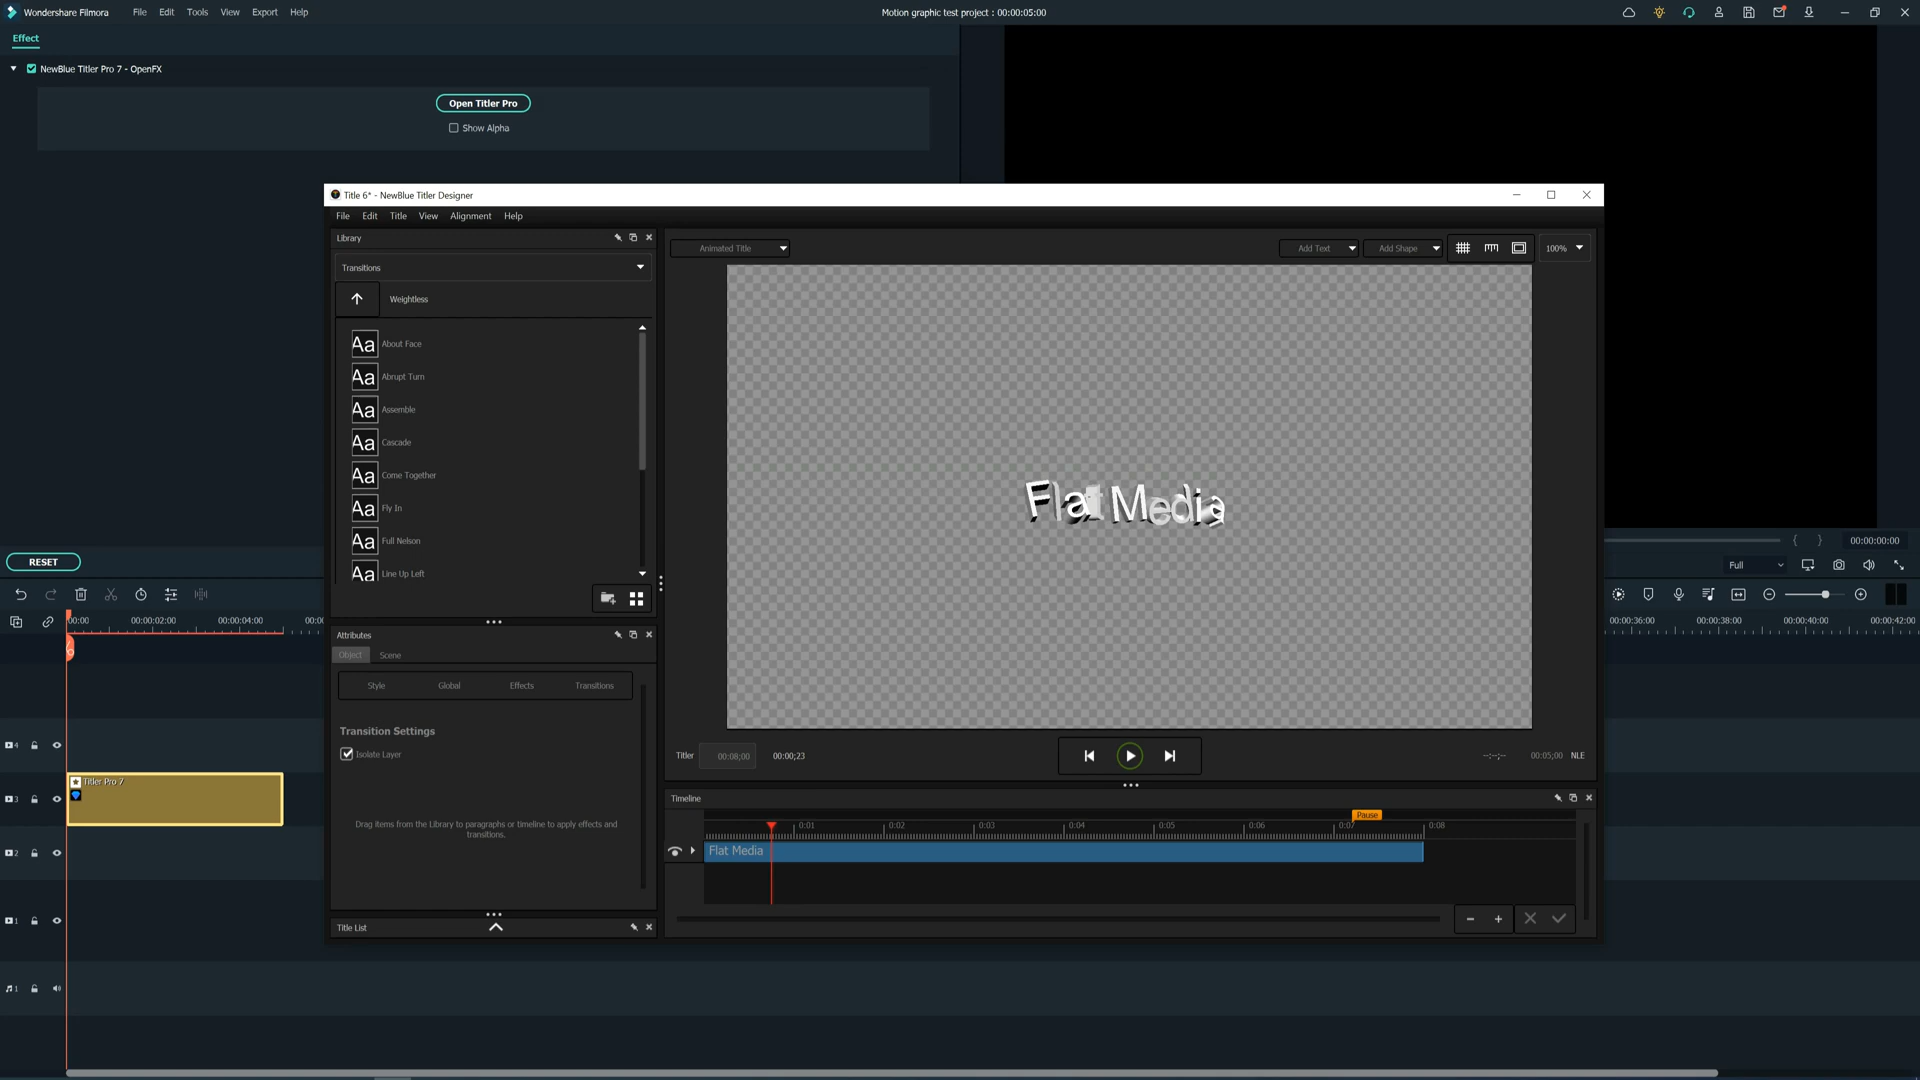 Wondershare Filmora File Edit Tools View Export Help Motion graphic test project : 00:00:05:00
Effect
NewBlue Titler Pro 7 - OpenFX
Open Titler Pro
Show Alpha
Title 6* - NewBlue Titler Designer
File Edit Title View Alignment Help
Library
Transitions
Weightless
Aa About Face
Aa Abrupt Turn
Aa Assemble
Aa Cascade
Aa Come Together
Aa Fly In
Aa Full Nelson
Aa Line Up Left
Animated Title Add Text Add Shape 100%
Flat Media
Attributes
Object Scene
Style Global Effects Transitions
Transition Settings
Isolate Layer
Drag items from the Library to paragraphs or timeline to apply effects and
transitions.
Title List
Titler 00:08;00 00:00;23 --:--;-- 00:05;00 NLE
Timeline
Pause
0:01 0:02 0:03 0:04 0:05 0:06 0:07 0:08
Flat Media
RESET
00:00:00:00
Full
:00:00 00:00:02:00 00:00:04:00 00:0
00:00:36:00 00:00:38:00 00:00:40:00 00:00:42:00
4
3 Titler Pro 7
2
1
1